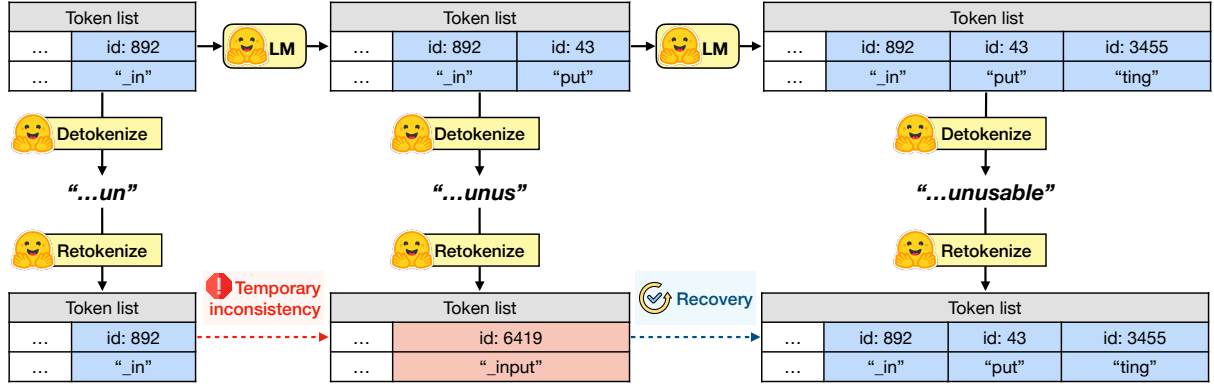 Token list
... id: 892
... "_in"
LM
Token list
... id: 892 id: 43
... "_in" "put"
LM
Token list
... id: 892 id: 43 id: 3455
... "_in" "put" "ting"
Detokenize Detokenize Detokenize
"...un" "...unus" "...unusable"
Retokenize Retokenize Retokenize
Temporary
inconsistency
Recovery
Token list Token list Token list
... id: 892 ... id: 6419 ... id: 892 id: 43 id: 3455
... "_in" ... "_input" ... "_in" "put" "ting"